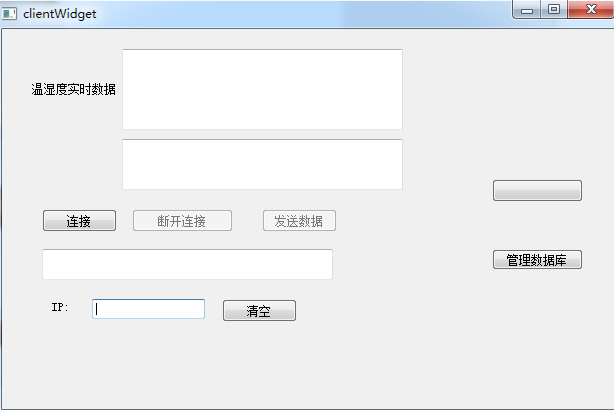 clientWidget
温湿度实时数据
连接 断开连接 发送数据
管理数据库
IP: 清空